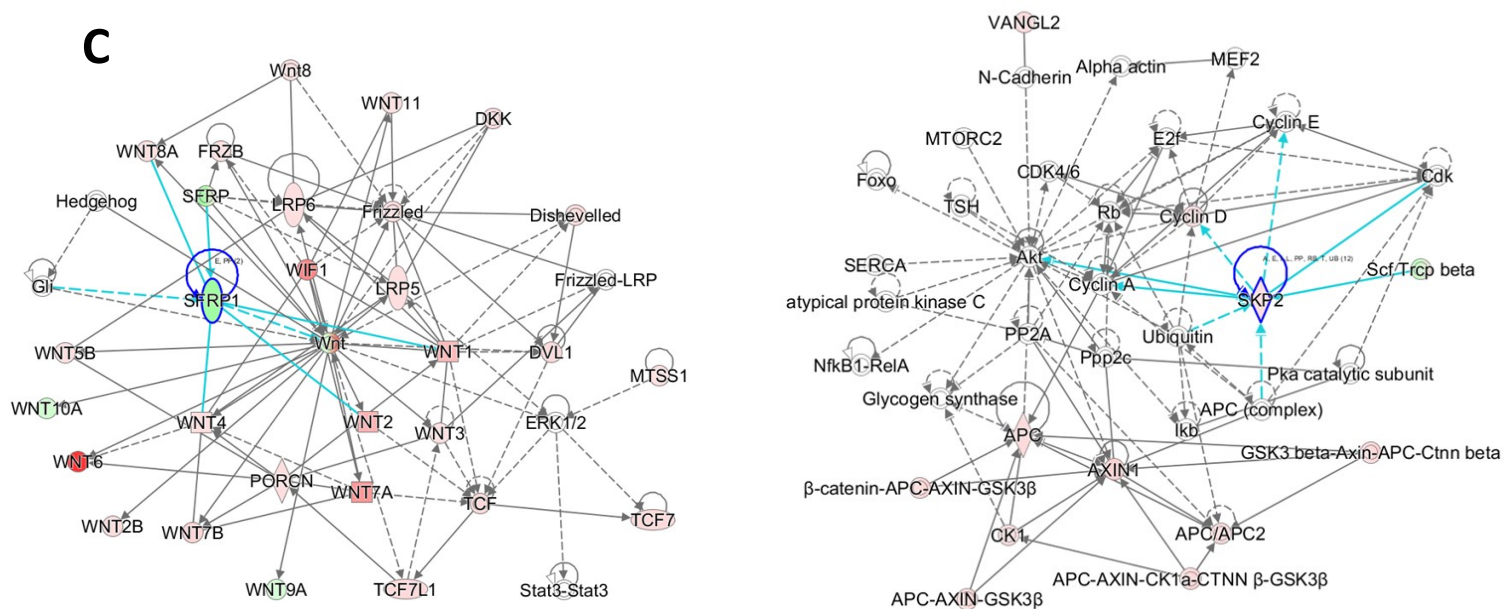 C
Wnt8
WNT11
DKK
WNT8A
FRZB
SFRP
LRP6
Hedgehog
Frizzled
Dishevelled
E, PP (2)
WIF1
Gli
SFRP1
LRP5
Frizzled-LRP
WNT5B
Wnt
WNT1
DVL1
MTSS1
WNT10A
WNT4
WNT2
WNT3
ERK1/2
WNT6
PORCN
WNT7A
TCF
WNT2B
WNT7B
TCF7
WNT9A
TCF7L1
Stat3-Stat3
VANGL2
N-Cadherin
Alpha actin
MEF2
Cyclin E
MTORC2
E2f
CDK4/6
Foxo
Cdk
TSH
Rb
Cyclin D
Akt
SERCA
Cyclin A
Scf Trcp beta
atypical protein kinase C
SKP2
PP2A
Ubiquitin
NfkB1-RelA
Ppp2c
Pka catalytic subunit
Glycogen synthase
APC (complex)
Ikb
APC
GSK3 beta-Axin-APC-Ctnn beta
AXIN1
β-catenin-APC-AXIN-GSK3β
CK1
APC/APC2
APC-AXIN-CK1a-CTNN β-GSK3β
APC-AXIN-GSK3β